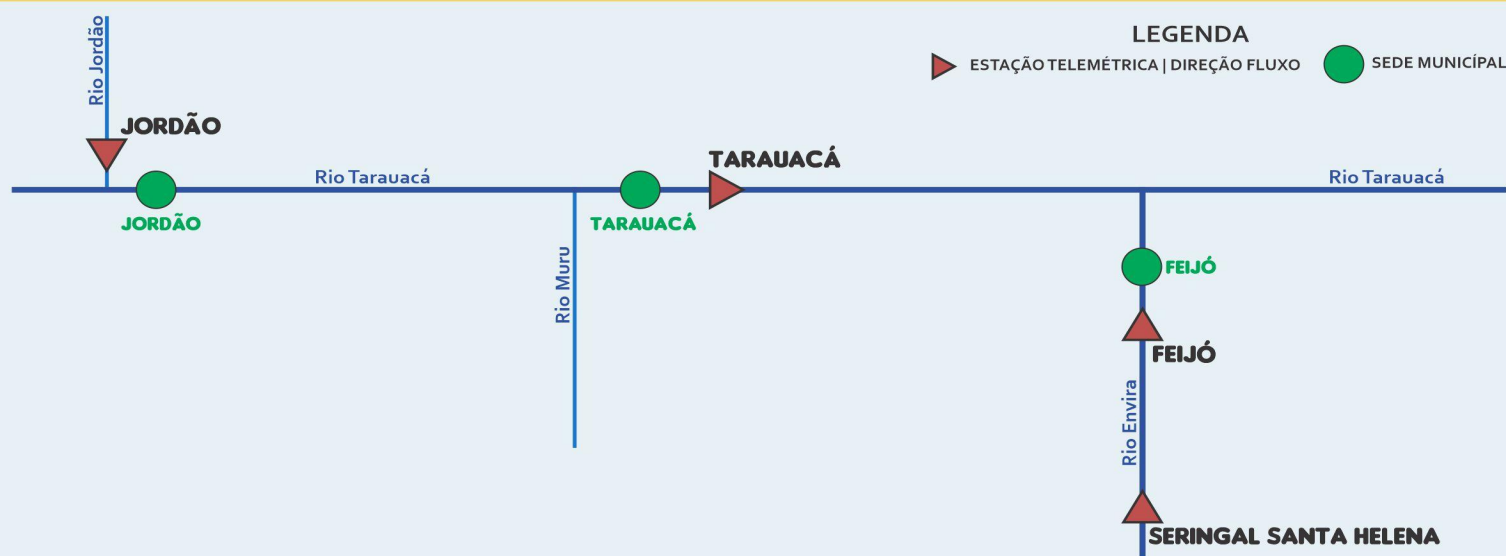 LEGENDA
ESTAÇÃO TELEMÉTRICA | DIREÇÃO FLUXO
SEDE MUNICÍPAL
Rio Jordão
JORDÃO
Rio Tarauacá
JORDÃO
Rio Muru
TARAUACÁ
TARAUACÁ
Rio Tarauacá
FEIJÓ
FEIJÓ
Rio Envira
SERINGAL SANTA HELENA